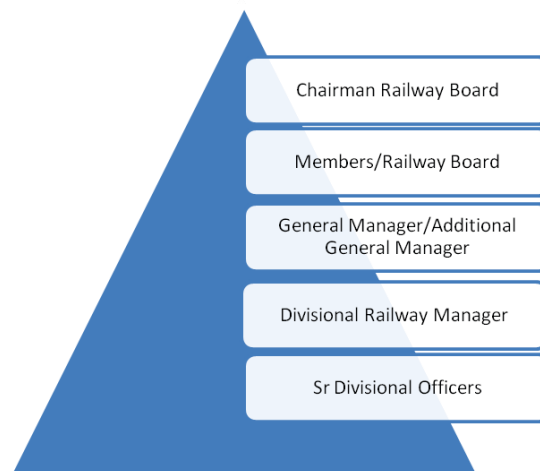 Chairman Railway Board
Members/Railway Board
General Manager/Additional
General Manager
Divisional Railway Manager
Sr Divisional Officers